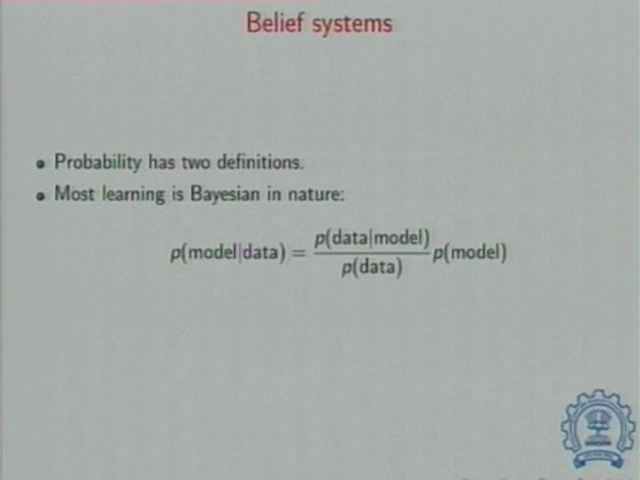 Belief systems
• Probability has two definitions.
• Most learning is Bayesian in nature:
p(model|data) = p(data|model) / p(data) p(model)